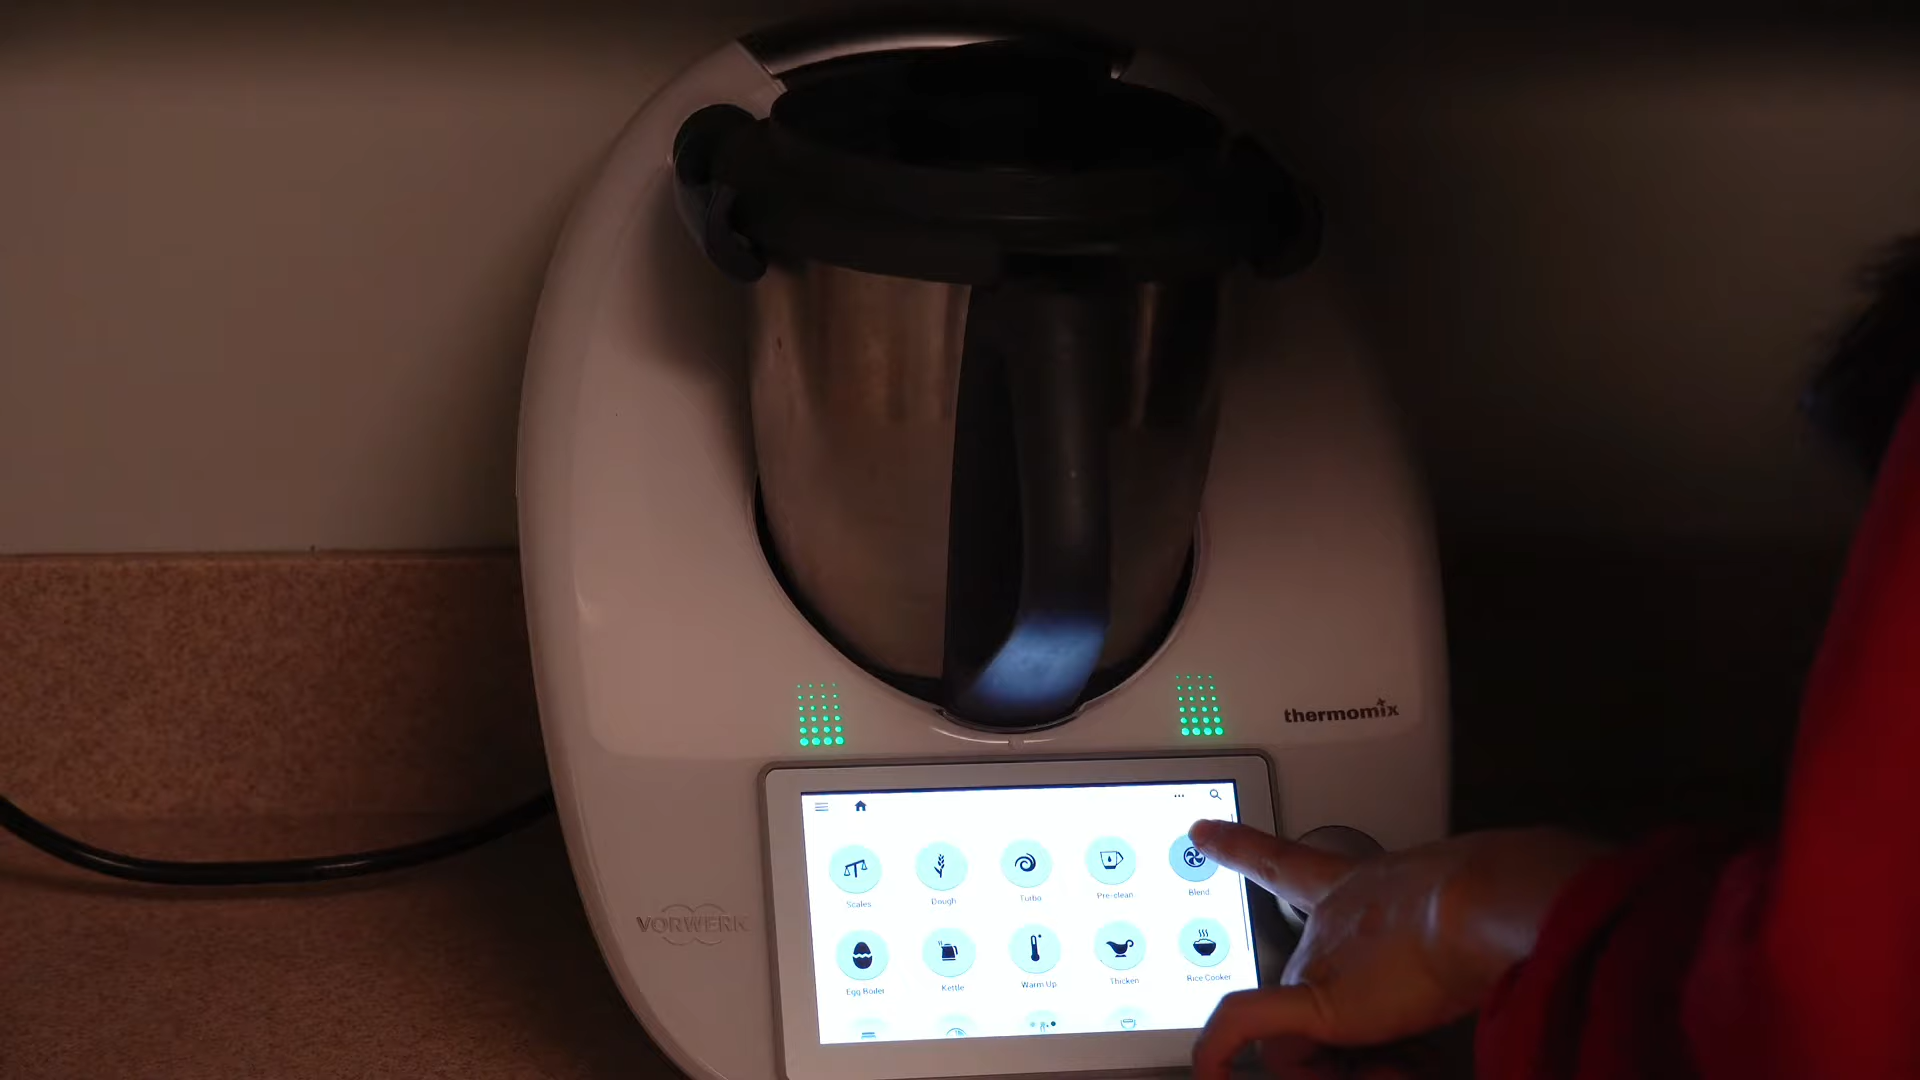 thermomix
VORWERK
Scales Dough Turbo Pre-clean Blend
Egg Boiler Kettle Warm Up Thicken Rice Cooker